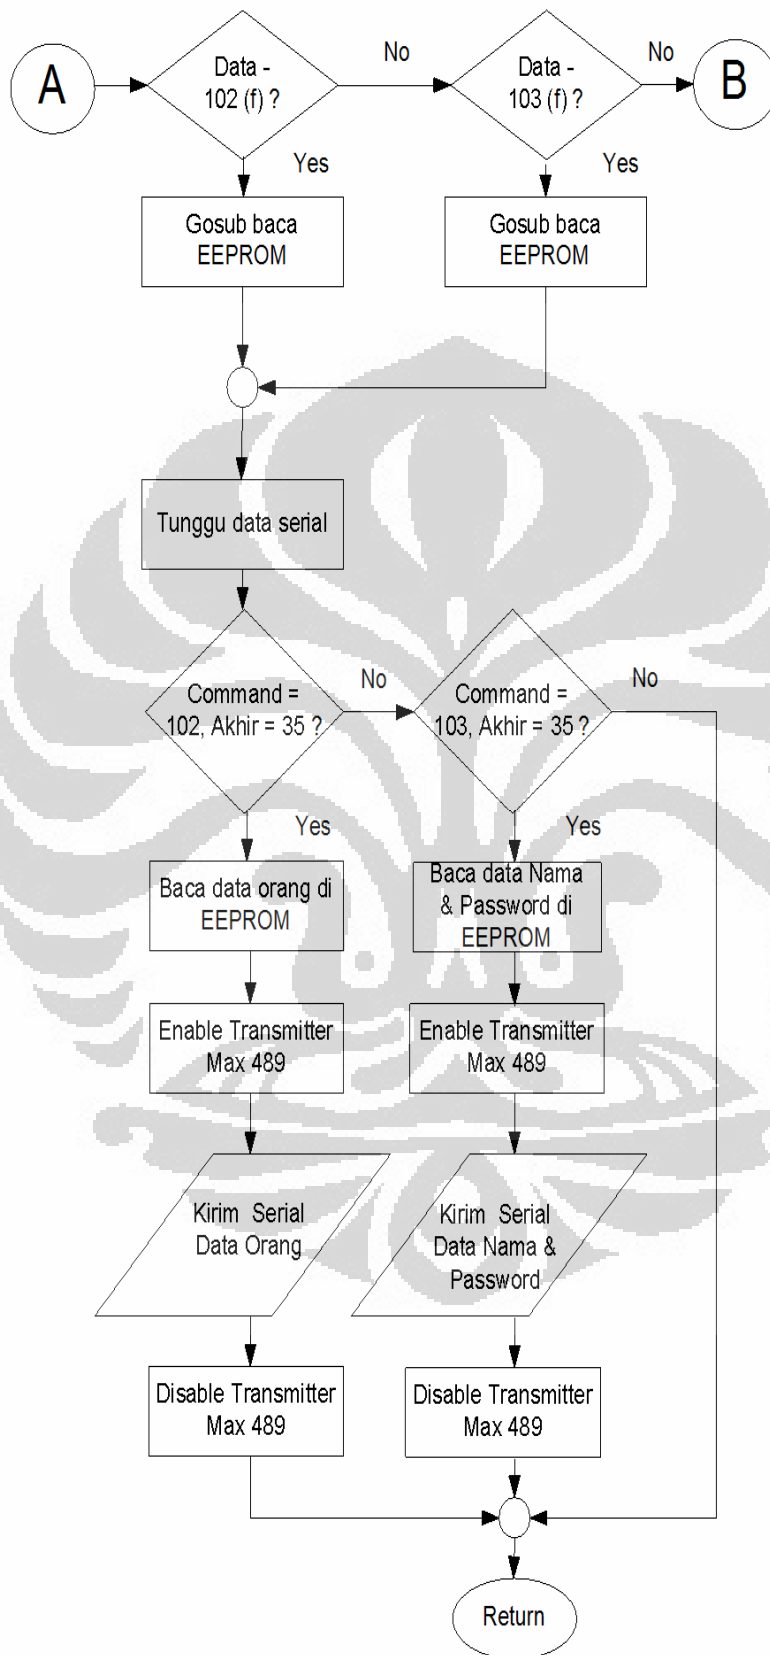 A
Data -
102 (f) ?
No
Data -
103 (f) ?
No
B
Yes
Yes
Gosub baca
EEPROM
Gosub baca
EEPROM
Tunggu data serial
Command =
102, Akhir = 35 ?
No
Command =
103, Akhir = 35 ?
No
Yes
Yes
Baca data orang di
EEPROM
Baca data Nama
& Password di
EEPROM
Enable Transmitter
Max 489
Enable Transmitter
Max 489
Kirim Serial
Data Orang
Kirim Serial
Data Nama &
Password
Disable Transmitter
Max 489
Disable Transmitter
Max 489
Return